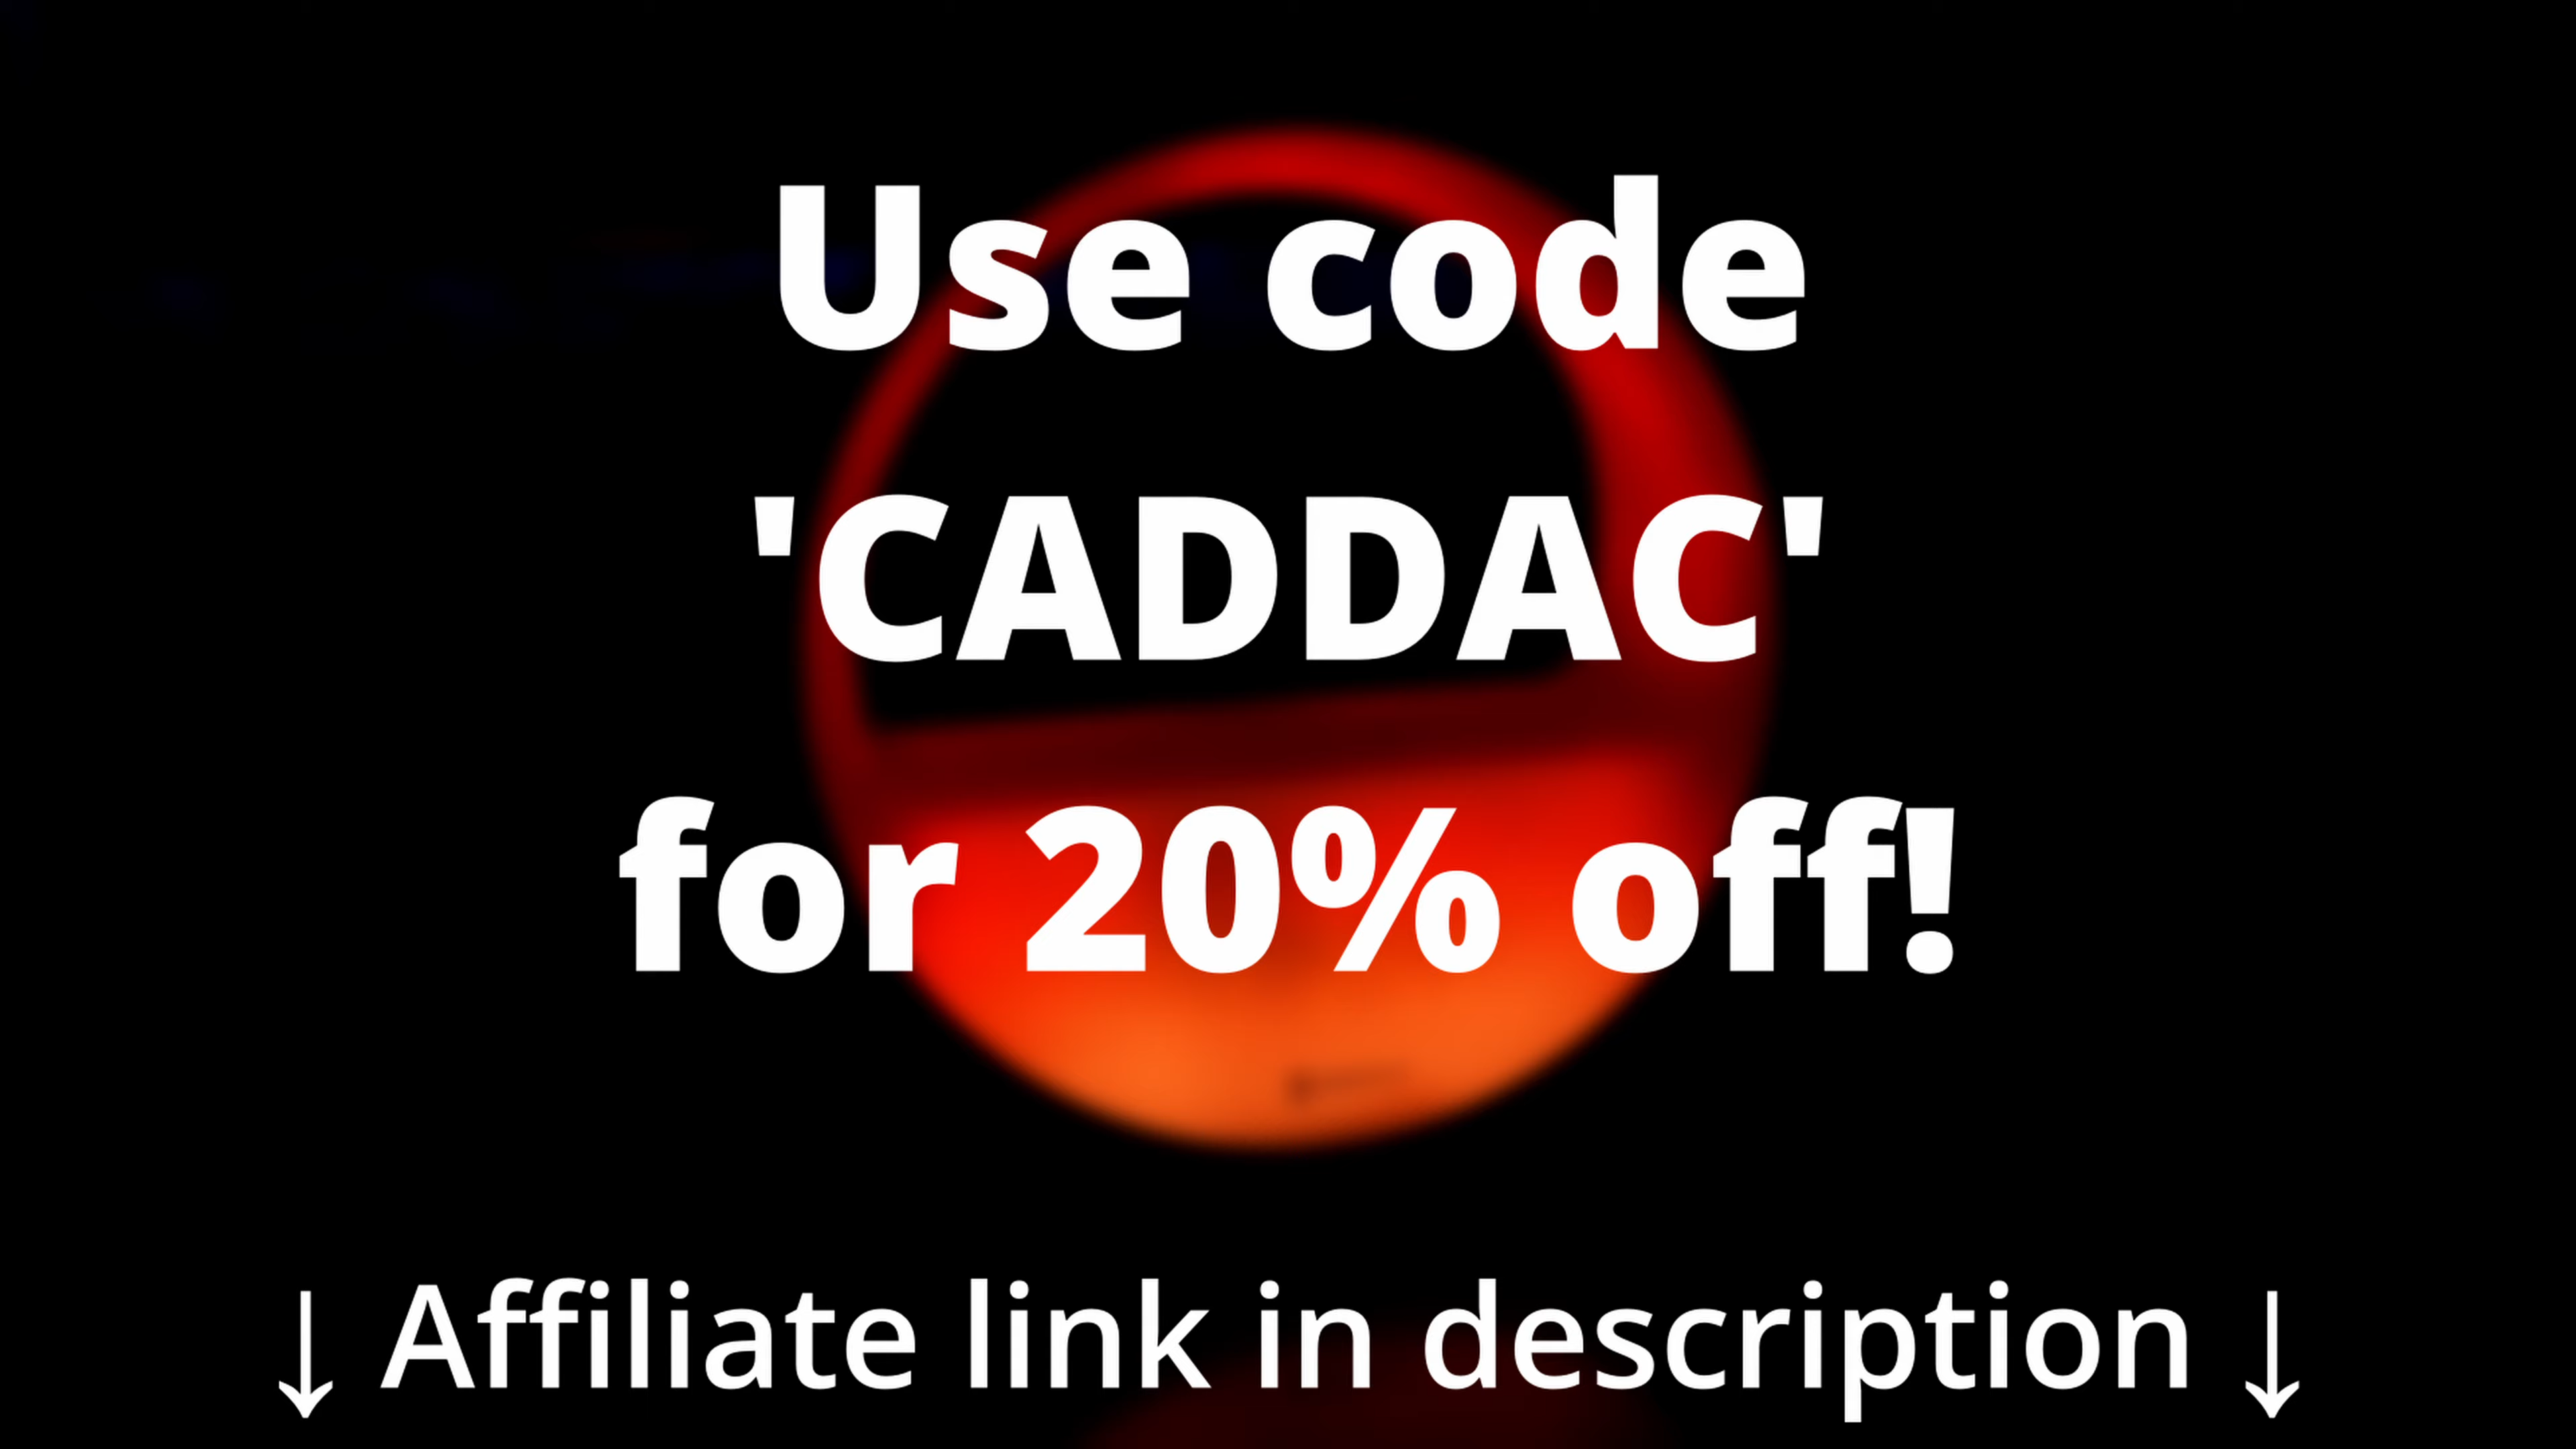 Use code
'CADDAC'
for 20% off!
↓ Affiliate link in description ↓